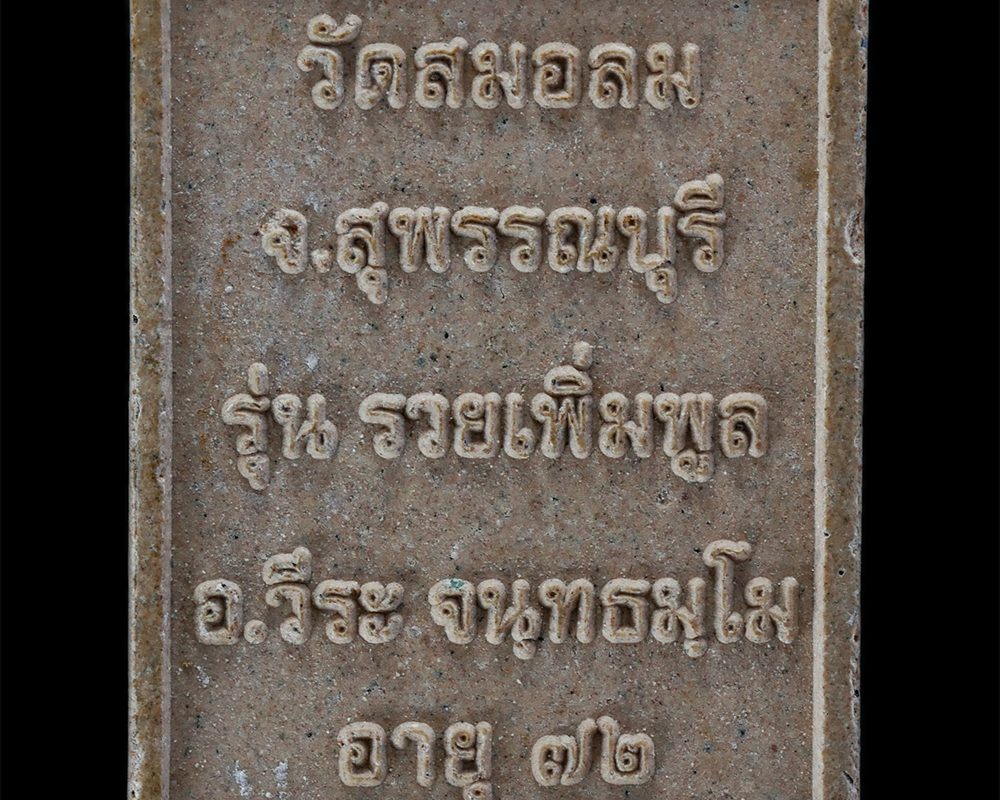 วัดสมอลม
จ.สุพรรณบุรี
รุ่น รวยเพิ่มพูล
อ.วีระ จนฺทธมฺโม
อายุ ๗๒